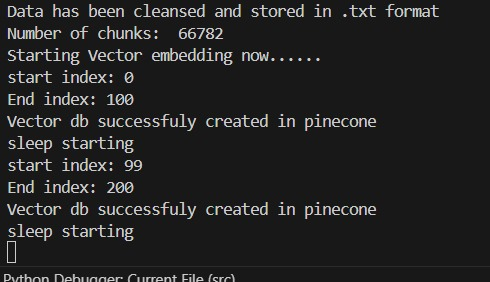 Data has been cleansed and stored in .txt format
Number of chunks:  66782
Starting Vector embedding now......
start index: 0
End index: 100
Vector db successfuly created in pinecone
sleep starting
start index: 99
End index: 200
Vector db successfuly created in pinecone
sleep starting
Python Debugger: Current File (src)